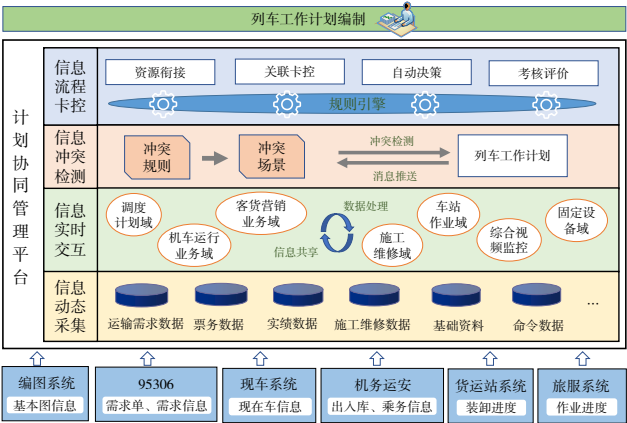 列车工作计划编制
计划协同管理平台
信息
流程
卡控
资源衔接
关联卡控
自动决策
考核评价
规则引擎
信息
冲突
检测
冲突
规则
冲突
场景
冲突检测
消息推送
列车工作计划
信息
实时
交互
调度
计划域
机车运行
业务域
客货营销
业务域
数据处理
信息共享
施工
维修域
车站
作业域
综合视
频监控
固定设
备域
信息
动态
采集
运输需求数据
票务数据
实绩数据
施工维修数据
基础资料
命令数据
…
编图系统
基本图信息
95306
需求单、需求信息
现车系统
现在车信息
机务运安
出入库、乘务信息
货运站系统
装卸进度
旅服系统
作业进度